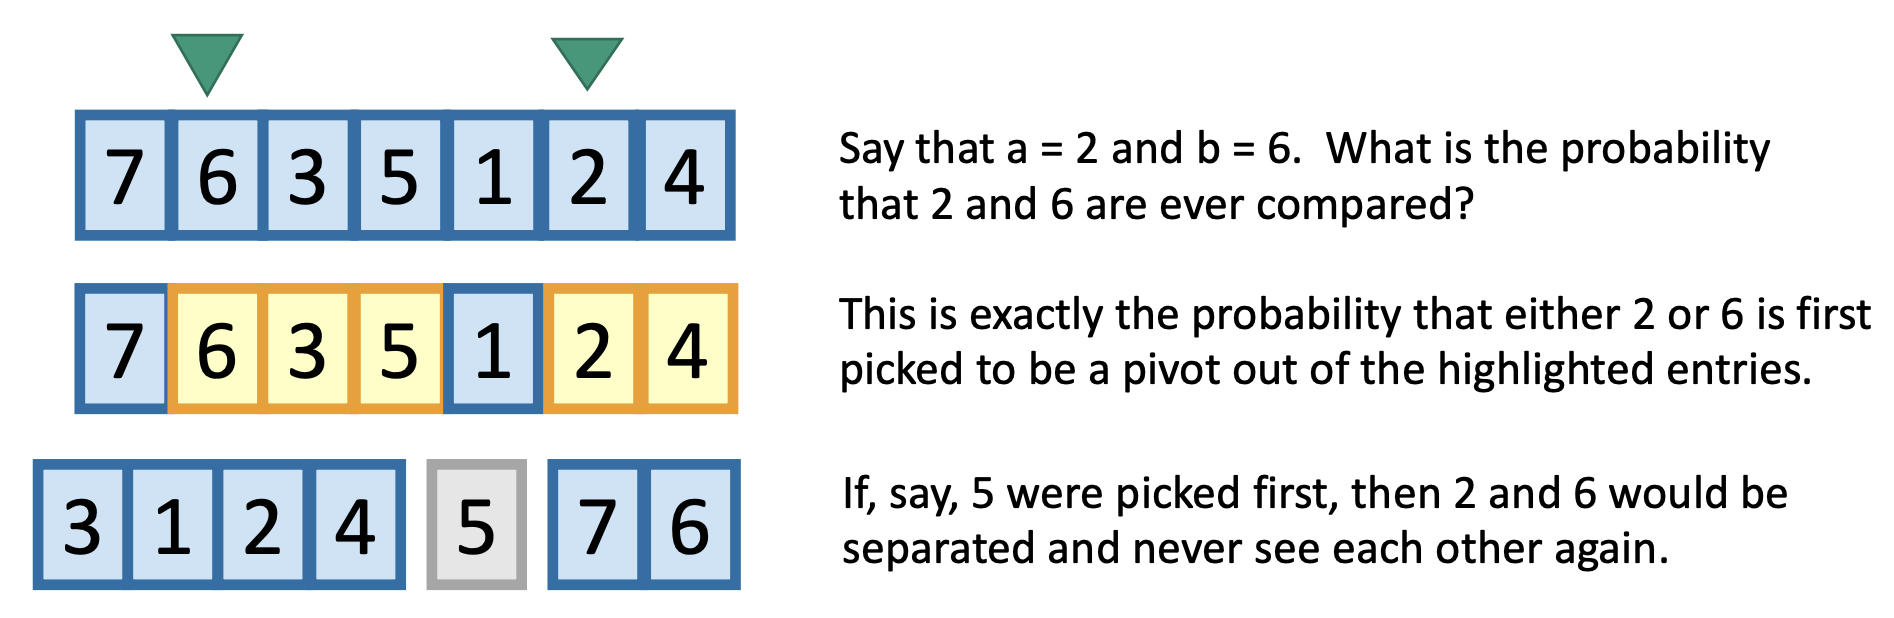 7 6 3 5 1 2 4
Say that a = 2 and b = 6. What is the probability
that 2 and 6 are ever compared?
7 6 3 5 1 2 4
This is exactly the probability that either 2 or 6 is first
picked to be a pivot out of the highlighted entries.
3 1 2 4 5 7 6
If, say, 5 were picked first, then 2 and 6 would be
separated and never see each other again.